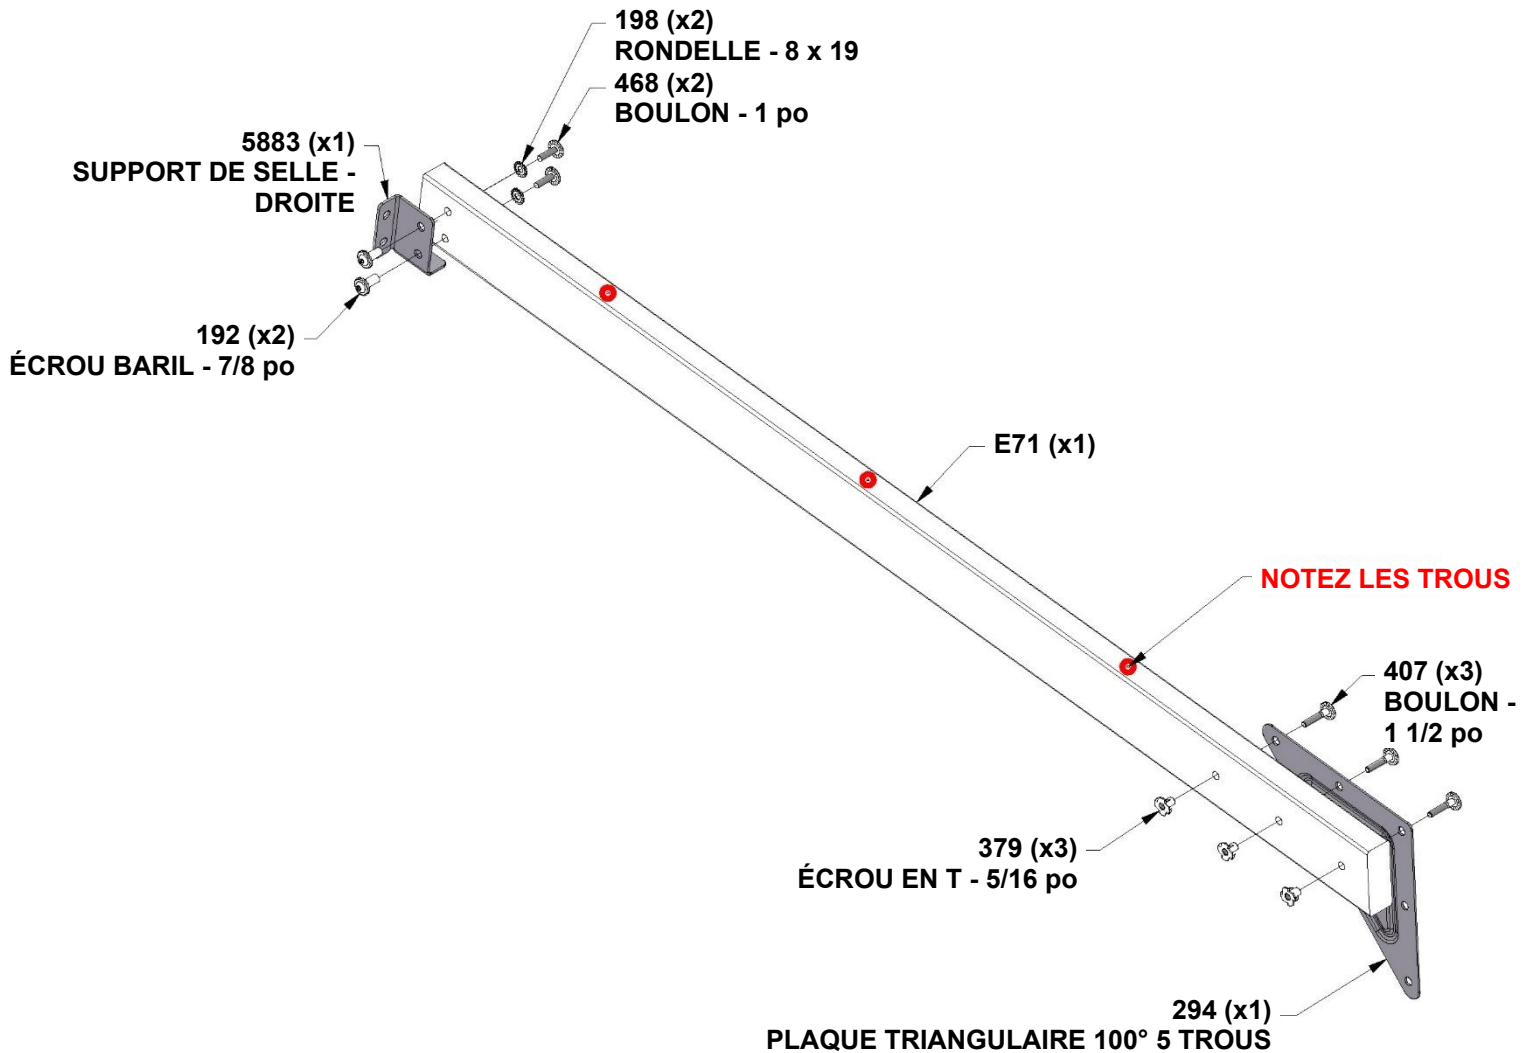 198 (x2)
RONDELLE - 8 x 19
468 (x2)
BOULON - 1 po
5883 (x1)
SUPPORT DE SELLE -
DROITE
192 (x2)
ÉCROU BARIL - 7/8 po
E71 (x1)
NOTEZ LES TROUS
407 (x3)
BOULON -
1 1/2 po
379 (x3)
ÉCROU EN T - 5/16 po
294 (x1)
PLAQUE TRIANGULAIRE 100° 5 TROUS